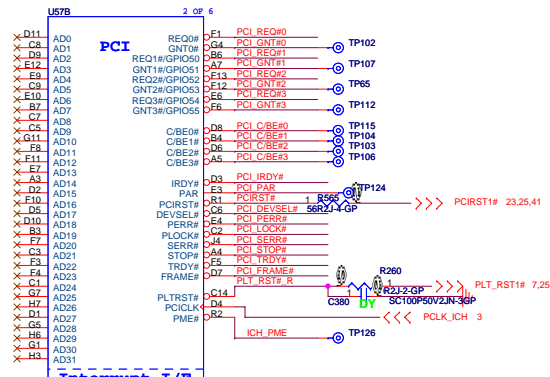 U57B 2 OF 6
PCI
D11 AD0 REQ0# F1 PCI_REQ#0
C8 AD1 GNT0# G4 PCI_GNT#0 TP102
D9 AD2 REQ1#/GPIO50 B6 PCI_REQ#1
E12 AD3 GNT1#/GPIO51 A7 PCI_GNT#1 TP107
E9 AD4 REQ2#/GPIO52 F13 PCI_REQ#2
C9 AD5 GNT2#/GPIO53 F12 PCI_GNT#2 TP65
E10 AD6 REQ3#/GPIO54 E6 PCI_REQ#3
B7 AD7 GNT3#/GPIO55 F6 PCI_GNT#3 TP112
C7 AD8
C5 AD9 C/BE0# D8 PCI_C/BE#0 TP115
G11 AD10 C/BE1# B4 PCI_C/BE#1 TP104
F8 AD11 C/BE2# D6 PCI_C/BE#2 TP103
F11 AD12 C/BE3# A5 PCI_C/BE#3 TP106
E7 AD13
A3 AD14 IRDY# D3 PCI_IRDY#
D2 AD15 PAR E3 PCI_PAR TP124
F10 AD16 PCIRST# R1 PCIRST# 1 R565 56R2J-4-GP PCIRST1# 23,25,41
D5 AD17 DEVSEL# C6 PCI_DEVSEL#
D10 AD18 PERR# E4 PCI_PERR#
B3 AD19 PLOCK# C2 PCI_LOCK#
F7 AD20 SERR# J4 PCI_SERR#
C3 AD21 STOP# A4 PCI_STOP#
F3 AD22 TRDY# F5 PCI_TRDY#
F4 AD23 FRAME# D7 PCI_FRAME#
C1 AD24 PLT_RST#_R R260 PLT_RST1# 7,25
G7 AD25 PLTRST# C14 1 R2J-2-GP
H7 AD26 PCICLK D4 C380 1 DY SC100P50V2JN-3GP
D1 AD27 PME# R2 PCLK_ICH 3
G5 AD28
H6 AD29 ICH_PME TP126
G1 AD30
H3 AD31